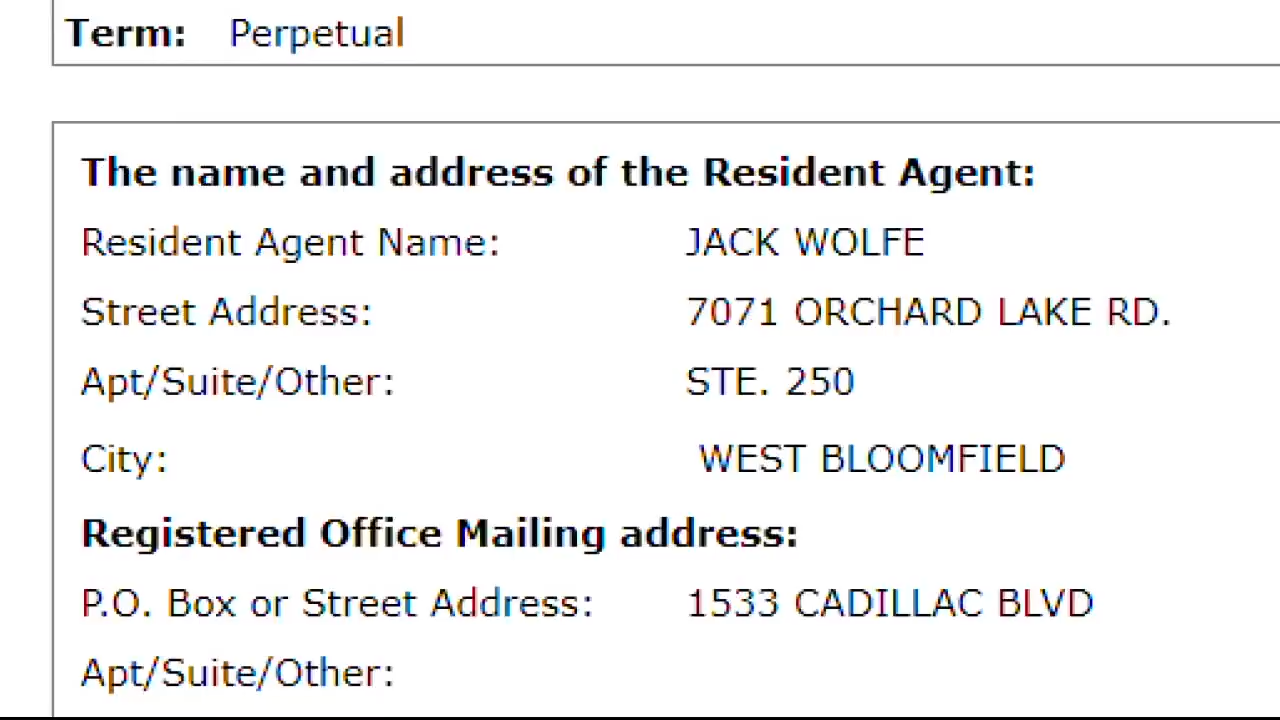 Term: Perpetual
The name and address of the Resident Agent:
Resident Agent Name: JACK WOLFE
Street Address: 7071 ORCHARD LAKE RD.
Apt/Suite/Other: STE. 250
City: WEST BLOOMFIELD
Registered Office Mailing address:
P.O. Box or Street Address: 1533 CADILLAC BLVD
Apt/Suite/Other: